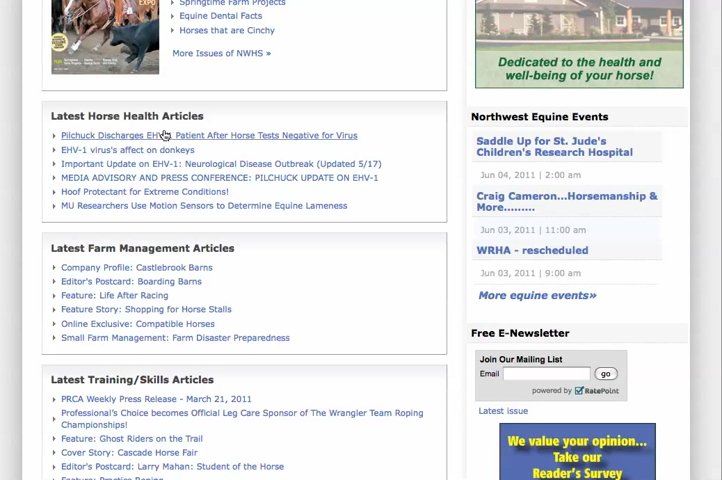 Springtime Farm Projects
Equine Dental Facts
Horses that are Cinchy
More Issues of NWHS »
EXPO
Dedicated to the health and
well-being of your horse!
Latest Horse Health Articles
Pilchuck Discharges EHV-1 Patient After Horse Tests Negative for Virus
EHV-1 virus's affect on donkeys
Important Update on EHV-1: Neurological Disease Outbreak (Updated 5/17)
MEDIA ADVISORY AND PRESS CONFERENCE: PILCHUCK UPDATE ON EHV-1
Hoof Protectant for Extreme Conditions!
MU Researchers Use Motion Sensors to Determine Equine Lameness
Latest Farm Management Articles
Company Profile: Castlebrook Barns
Editor's Postcard: Boarding Barns
Feature: Life After Racing
Feature Story: Shopping for Horse Stalls
Online Exclusive: Compatible Horses
Small Farm Management: Farm Disaster Preparedness
Latest Training/Skills Articles
PRCA Weekly Press Release - March 21, 2011
Professional's Choice becomes Official Leg Care Sponsor of The Wrangler Team Roping
Championships!
Feature: Ghost Riders on the Trail
Cover Story: Cascade Horse Fair
Editor's Postcard: Larry Mahan: Student of the Horse
Feature: Practice Roping
Northwest Equine Events
Saddle Up for St. Jude's
Children's Research Hospital
Jun 04, 2011 | 2:00 am
Craig Cameron...Horsemanship &
More.........
Jun 03, 2011 | 11:00 am
WRHA - rescheduled
Jun 03, 2011 | 9:00 am
More equine events»
Free E-Newsletter
Join Our Mailing List
Email
go
powered by RatePoint
Latest issue
We value your opinion...
Take our
Reader's Survey